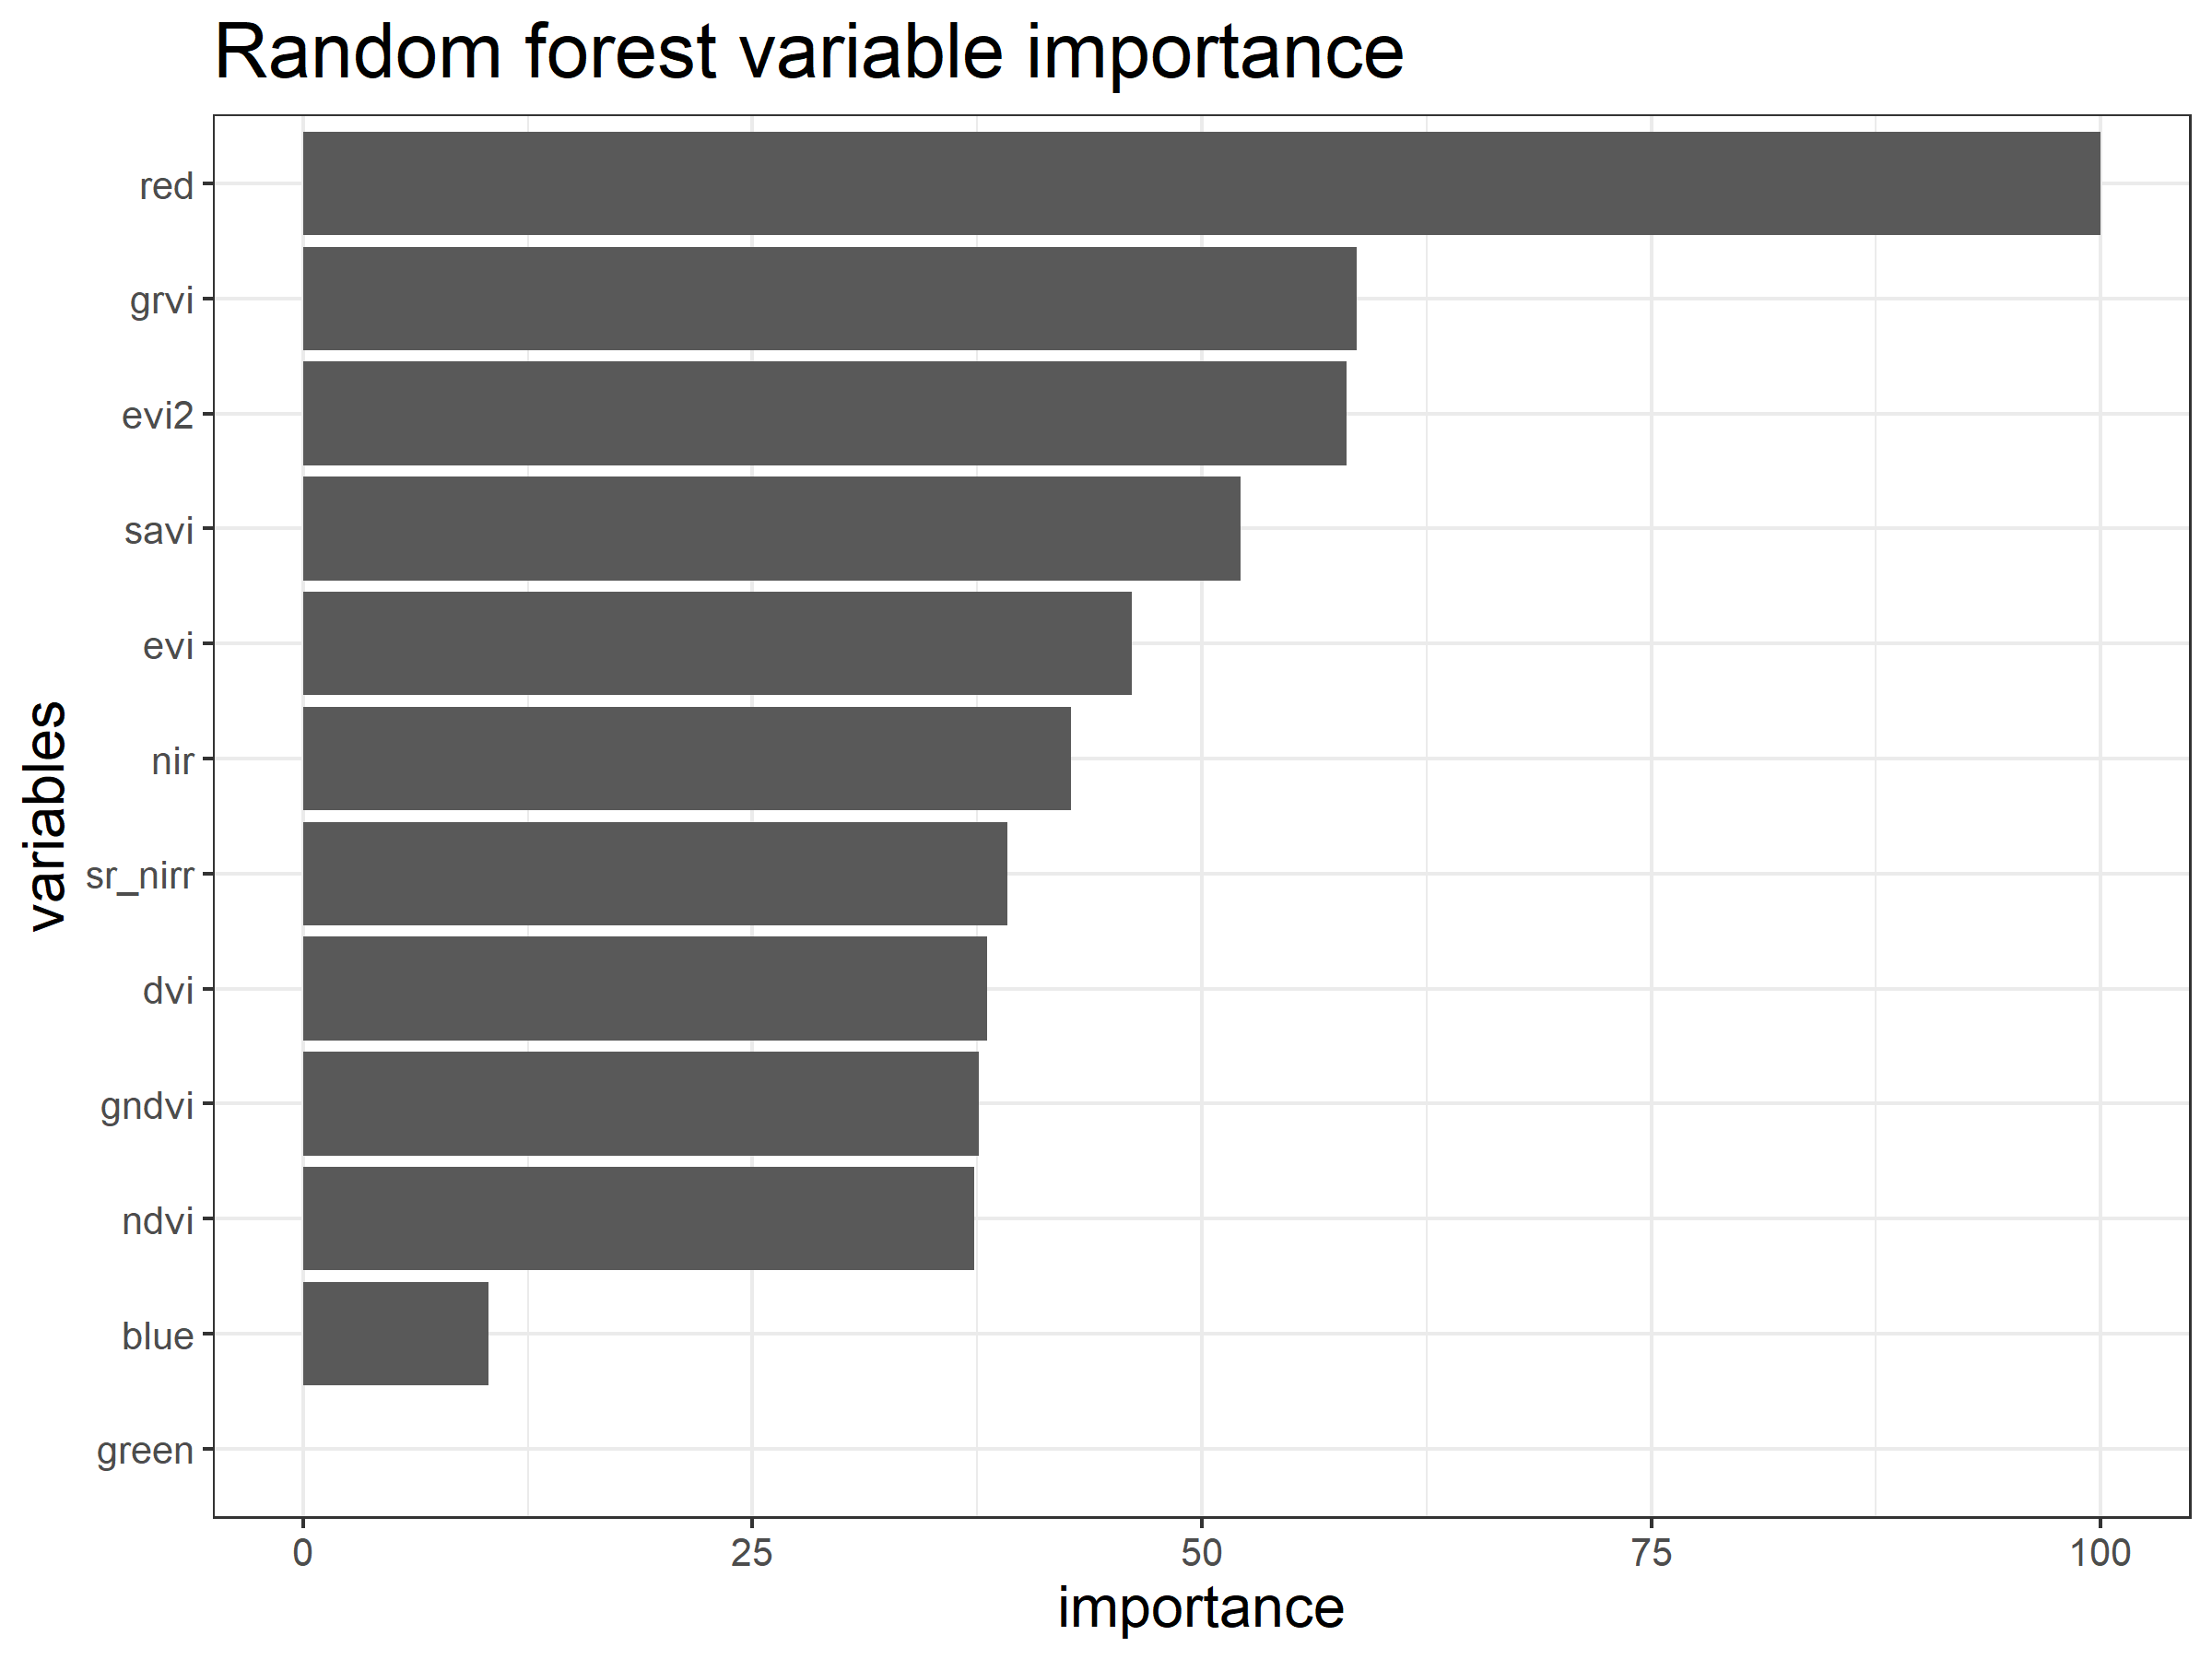 Random forest variable importance
red
grvi
evi2
savi
evi
nir
sr_nirr
dvi
gndvi
ndvi
blue
green
variables
0 25 50 75 100
importance